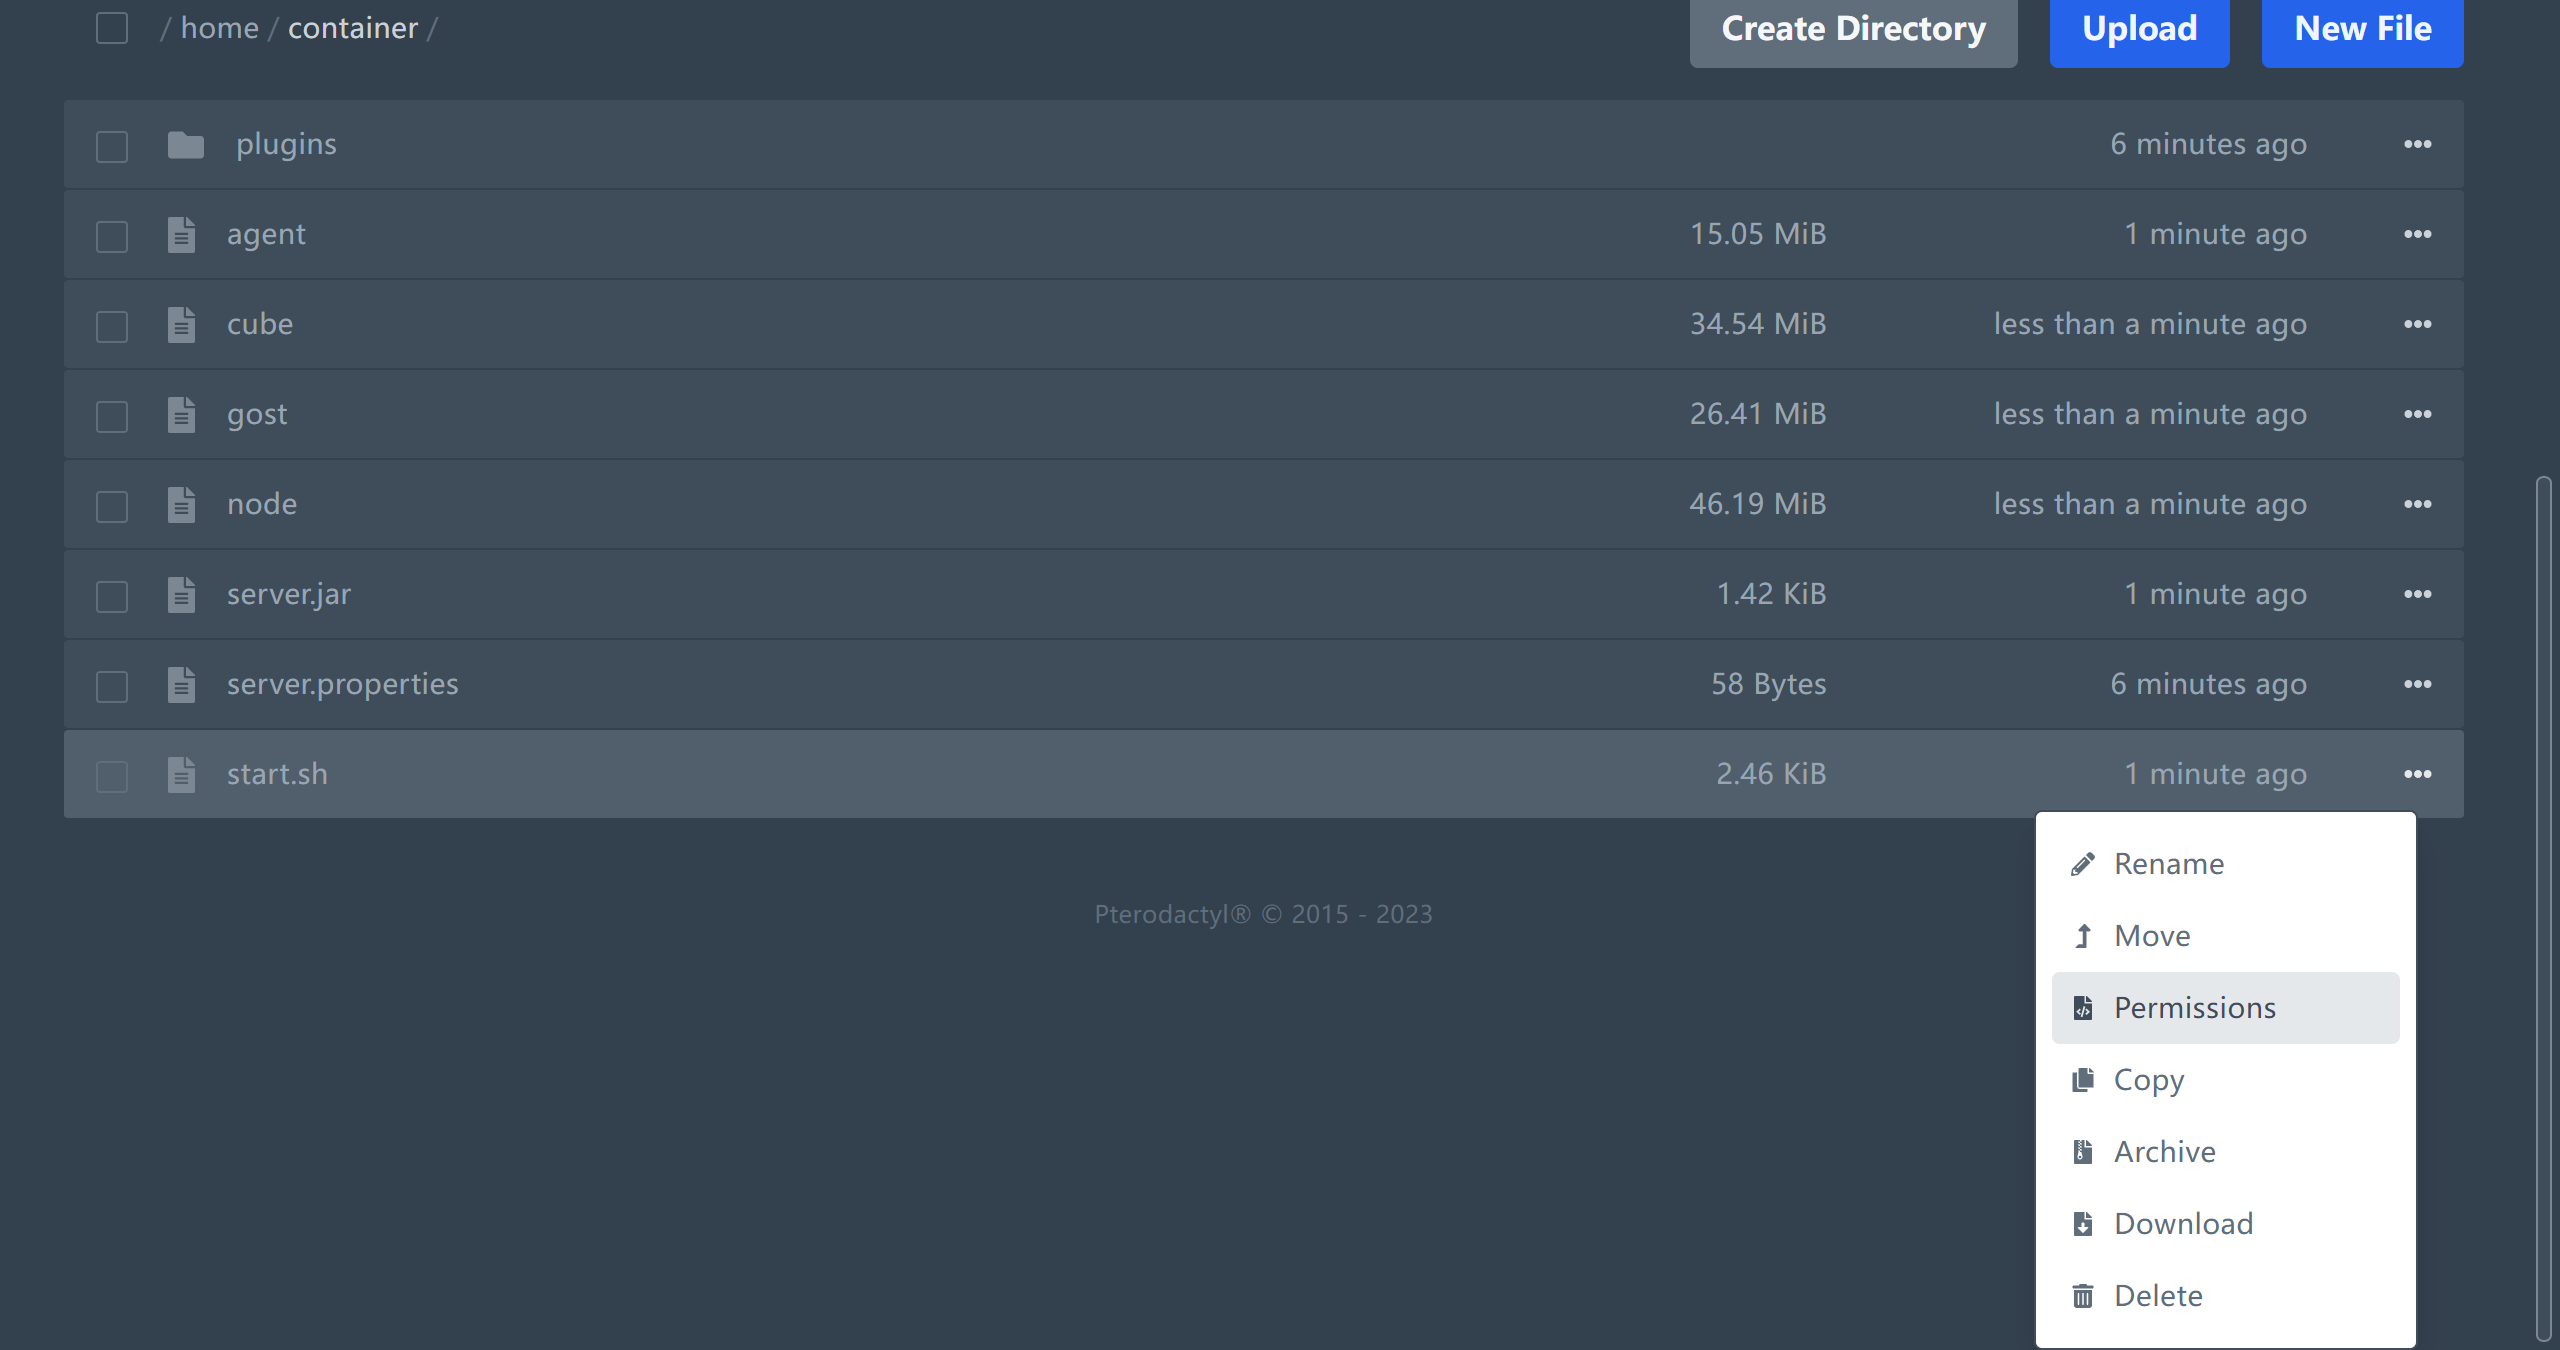 / home / container /
Create Directory
Upload
New File
plugins 6 minutes ago
agent 15.05 MiB 1 minute ago
cube 34.54 MiB less than a minute ago
gost 26.41 MiB less than a minute ago
node 46.19 MiB less than a minute ago
server.jar 1.42 KiB 1 minute ago
server.properties 58 Bytes 6 minutes ago
start.sh 2.46 KiB 1 minute ago
Rename
Move
Permissions
Copy
Archive
Download
Delete
Pterodactyl® © 2015 - 2023